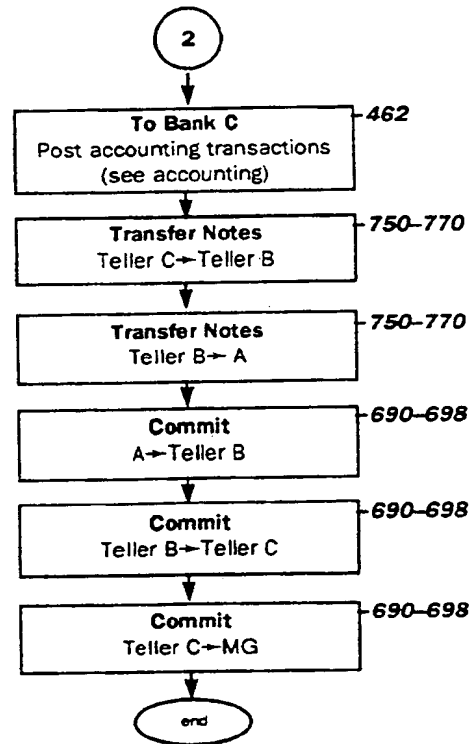 2
To Bank C
-462
Post accounting transactions
(see accounting)
Transfer Notes
-750-770
Teller C→Teller B
Transfer Notes
-750-770
Teller B→ A
Commit
-690-698
A→Teller B
Commit
-690-698
Teller B→Teller C
Commit
-690-698
Teller C→MG
end